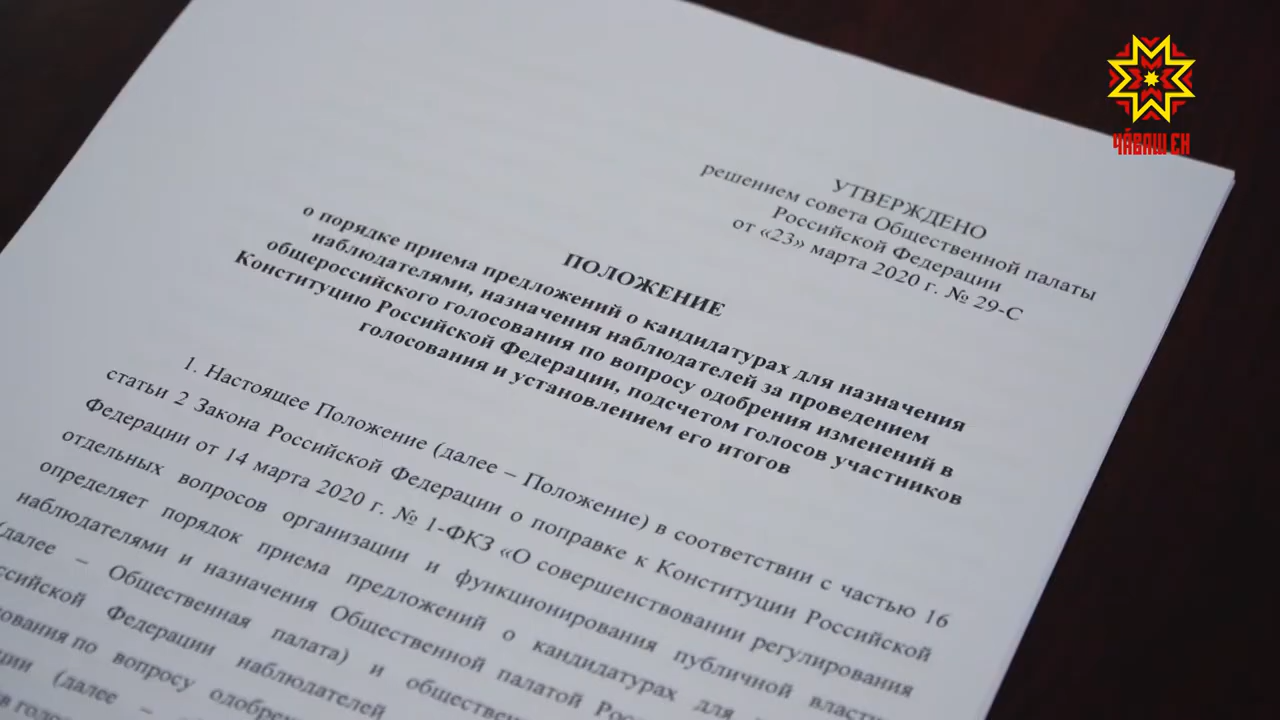 ЧӐВАШ ЕН
УТВЕРЖДЕНО
решением совета Общественной палаты
Российской Федерации
от «23» марта 2020 г. № 29-С
ПОЛОЖЕНИЕ
о порядке приема предложений о кандидатурах для назначения
наблюдателями, назначения наблюдателей за проведением
общероссийского голосования по вопросу одобрения изменений в
Конституцию Российской Федерации, подсчетом голосов участников
голосования и установлением его итогов
1. Настоящее Положение (далее – Положение) в соответствии с частью 16
статьи 2 Закона Российской Федерации о поправке к Конституции Российской
Федерации от 14 марта 2020 г. № 1-ФКЗ «О совершенствовании регулирования
отдельных вопросов организации и функционирования публичной власти
определяет порядок приема предложений о кандидатурах для
наблюдателями и назначения Общественной палатой
(далее – Общественная палата) и
Федерации наблюдателей
по вопросу
(далее –